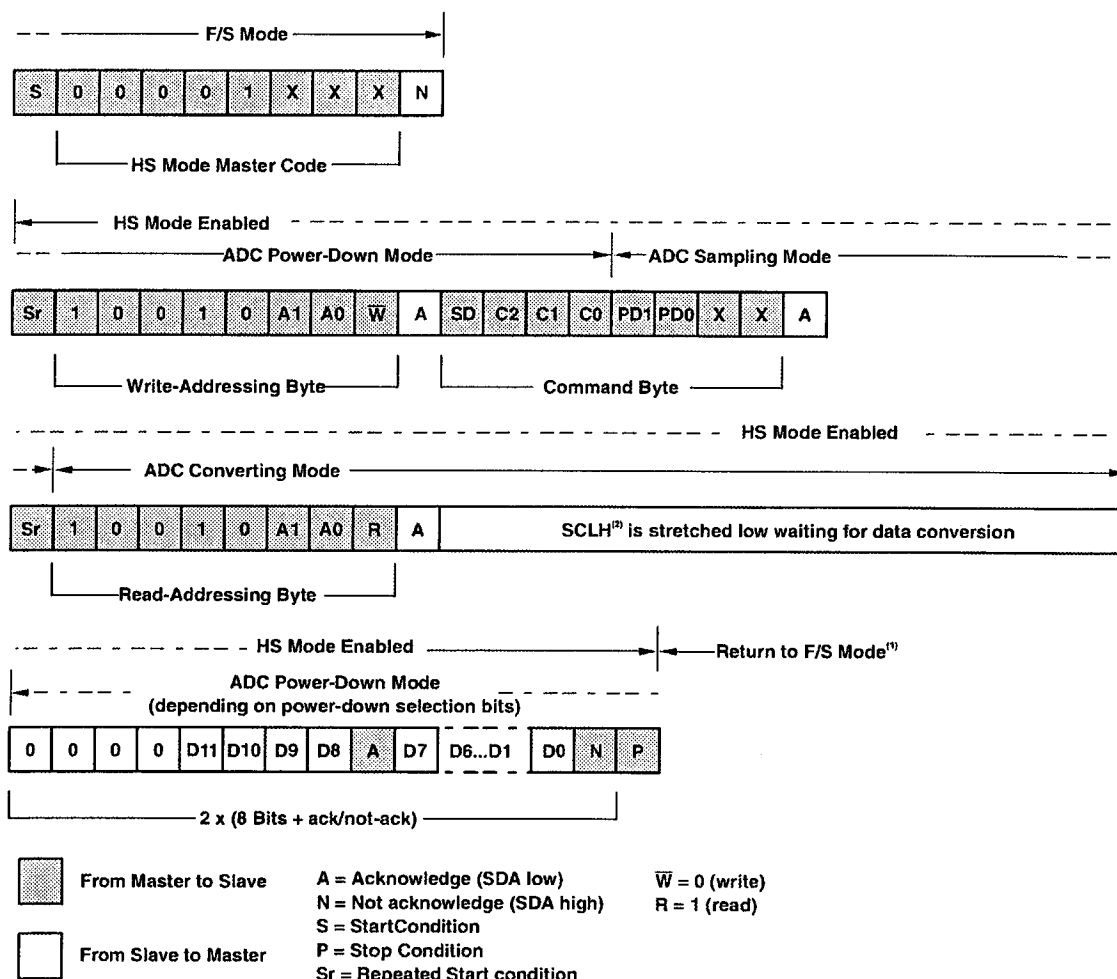 F/S Mode
S 0 0 0 0 1 X X X N
HS Mode Master Code
HS Mode Enabled
ADC Power-Down Mode ADC Sampling Mode
Sr 1 0 0 1 0 A1 A0 W̅ A SD C2 C1 C0 PD1 PD0 X X A
Write-Addressing Byte Command Byte
HS Mode Enabled
ADC Converting Mode
Sr 1 0 0 1 0 A1 A0 R A SCLH(2) is stretched low waiting for data conversion
Read-Addressing Byte
HS Mode Enabled Return to F/S Mode(1)
ADC Power-Down Mode
(depending on power-down selection bits)
0 0 0 0 D11 D10 D9 D8 A D7 D6...D1 D0 N P
2 x (8 Bits + ack/not-ack)
From Master to Slave
A = Acknowledge (SDA low)
N = Not acknowledge (SDA high)
S = StartCondition
P = Stop Condition
Sr = Repeated Start condition
W̅ = 0 (write)
R = 1 (read)
From Slave to Master